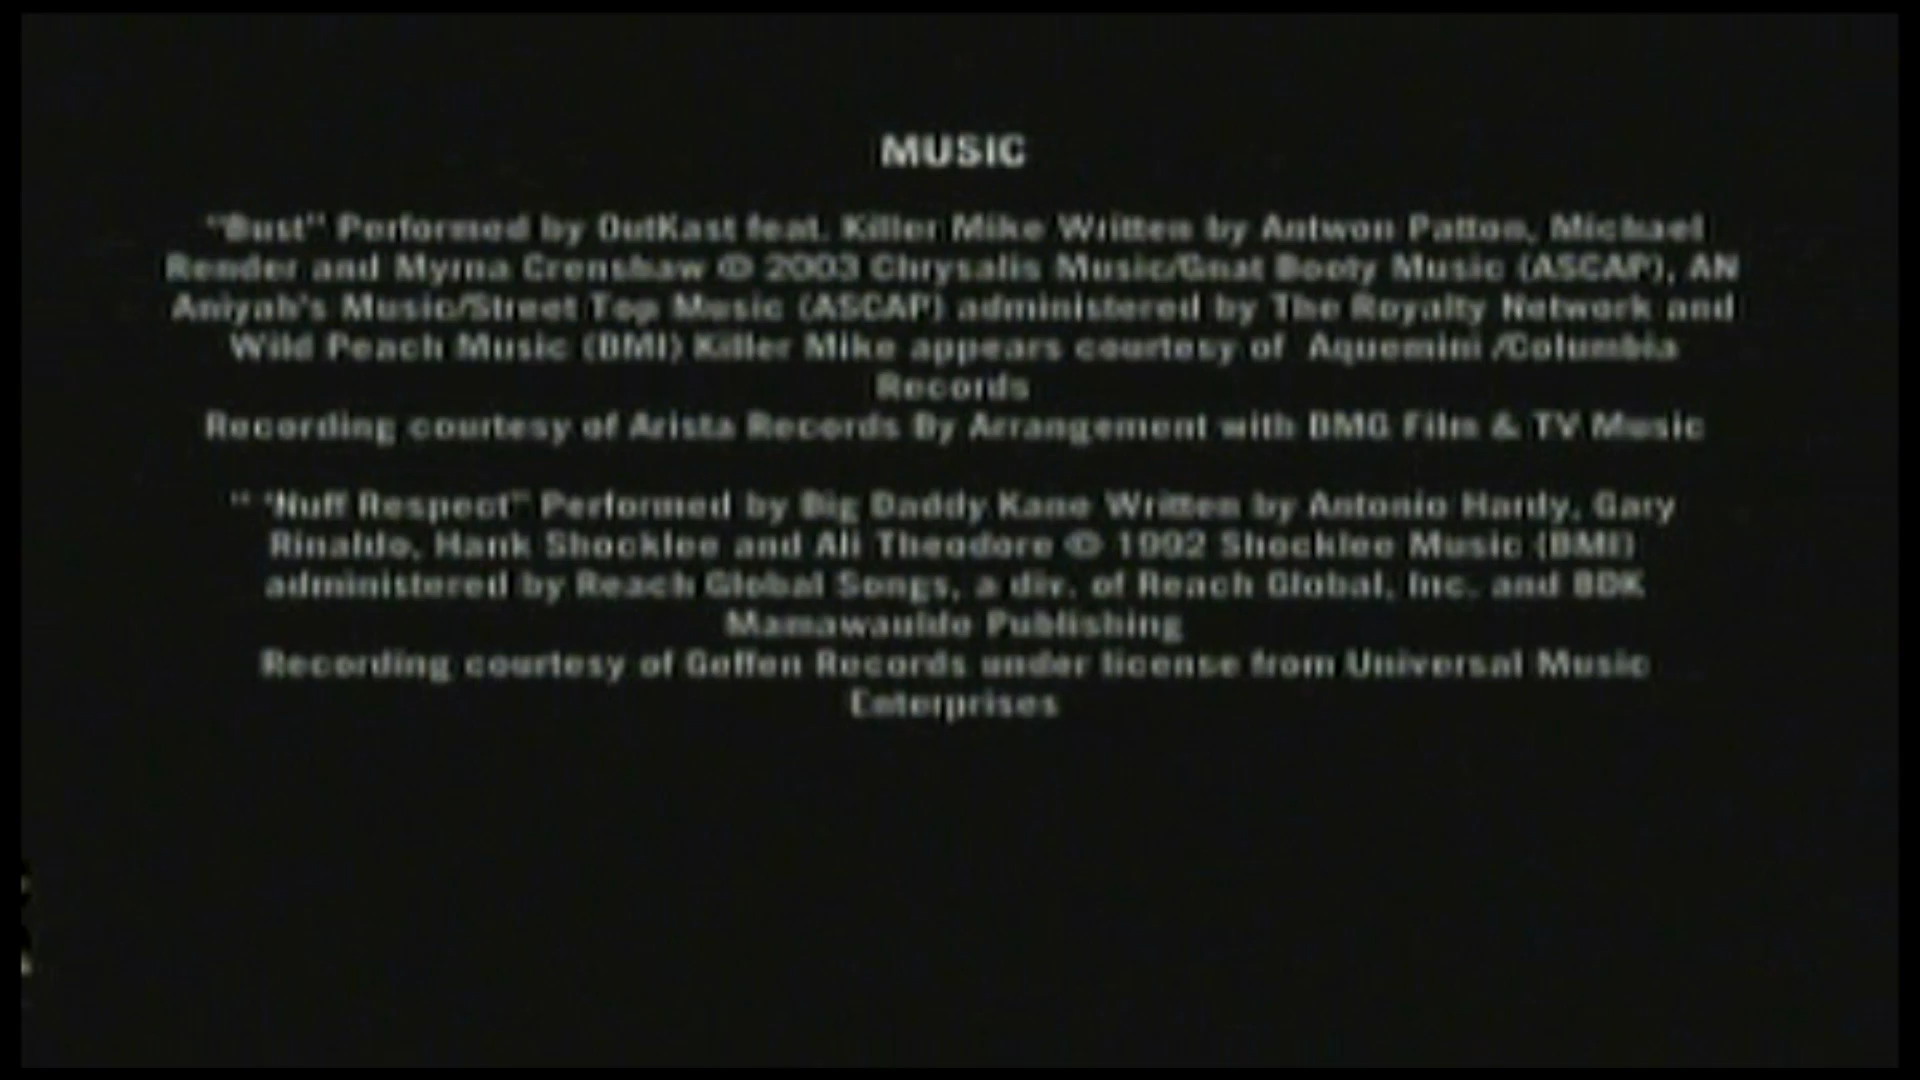 MUSIC
"Bust" Performed by OutKast feat. Killer Mike Written by Antwon Patton, Michael
Render and Myrna Crenshaw © 2003 Chrysalis Music/Gnat Booty Music (ASCAP), AN
Aniyah's Music/Street Top Music (ASCAP) administered by The Royalty Network and
Wild Peach Music (BMI) Killer Mike appears courtesy of Aquemini /Columbia
Records
Recording courtesy of Arista Records By Arrangement with BMG Film & TV Music
" 'Nuff Respect" Performed by Big Daddy Kane Written by Antonio Hardy, Gary
Rinaldo, Hank Shocklee and Ali Theodore © 1992 Shocklee Music (BMI)
administered by Reach Global Songs, a div. of Reach Global, Inc. and BDK
Mamawauldo Publishing
Recording courtesy of Geffen Records under license from Universal Music
Enterprises